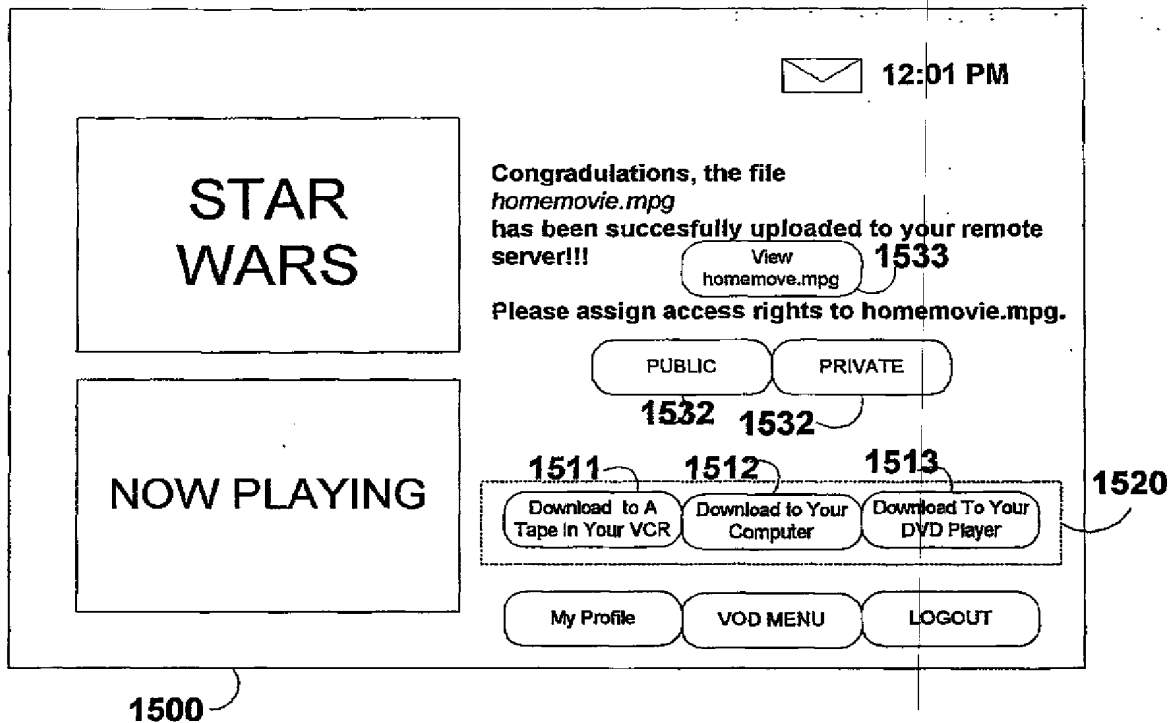 12:01 PM
STAR
WARS
Congradulations, the file
homemovie.mpg
has been succesfully uploaded to your remote
server!!!
View
homemove.mpg
1533
Please assign access rights to homemovie.mpg.
PUBLIC
PRIVATE
1532
1532
NOW PLAYING
1511
1512
1513
1520
Download to A
Tape In Your VCR
Download to Your
Computer
Download To Your
DVD Player
My Profile
VOD MENU
LOGOUT
1500